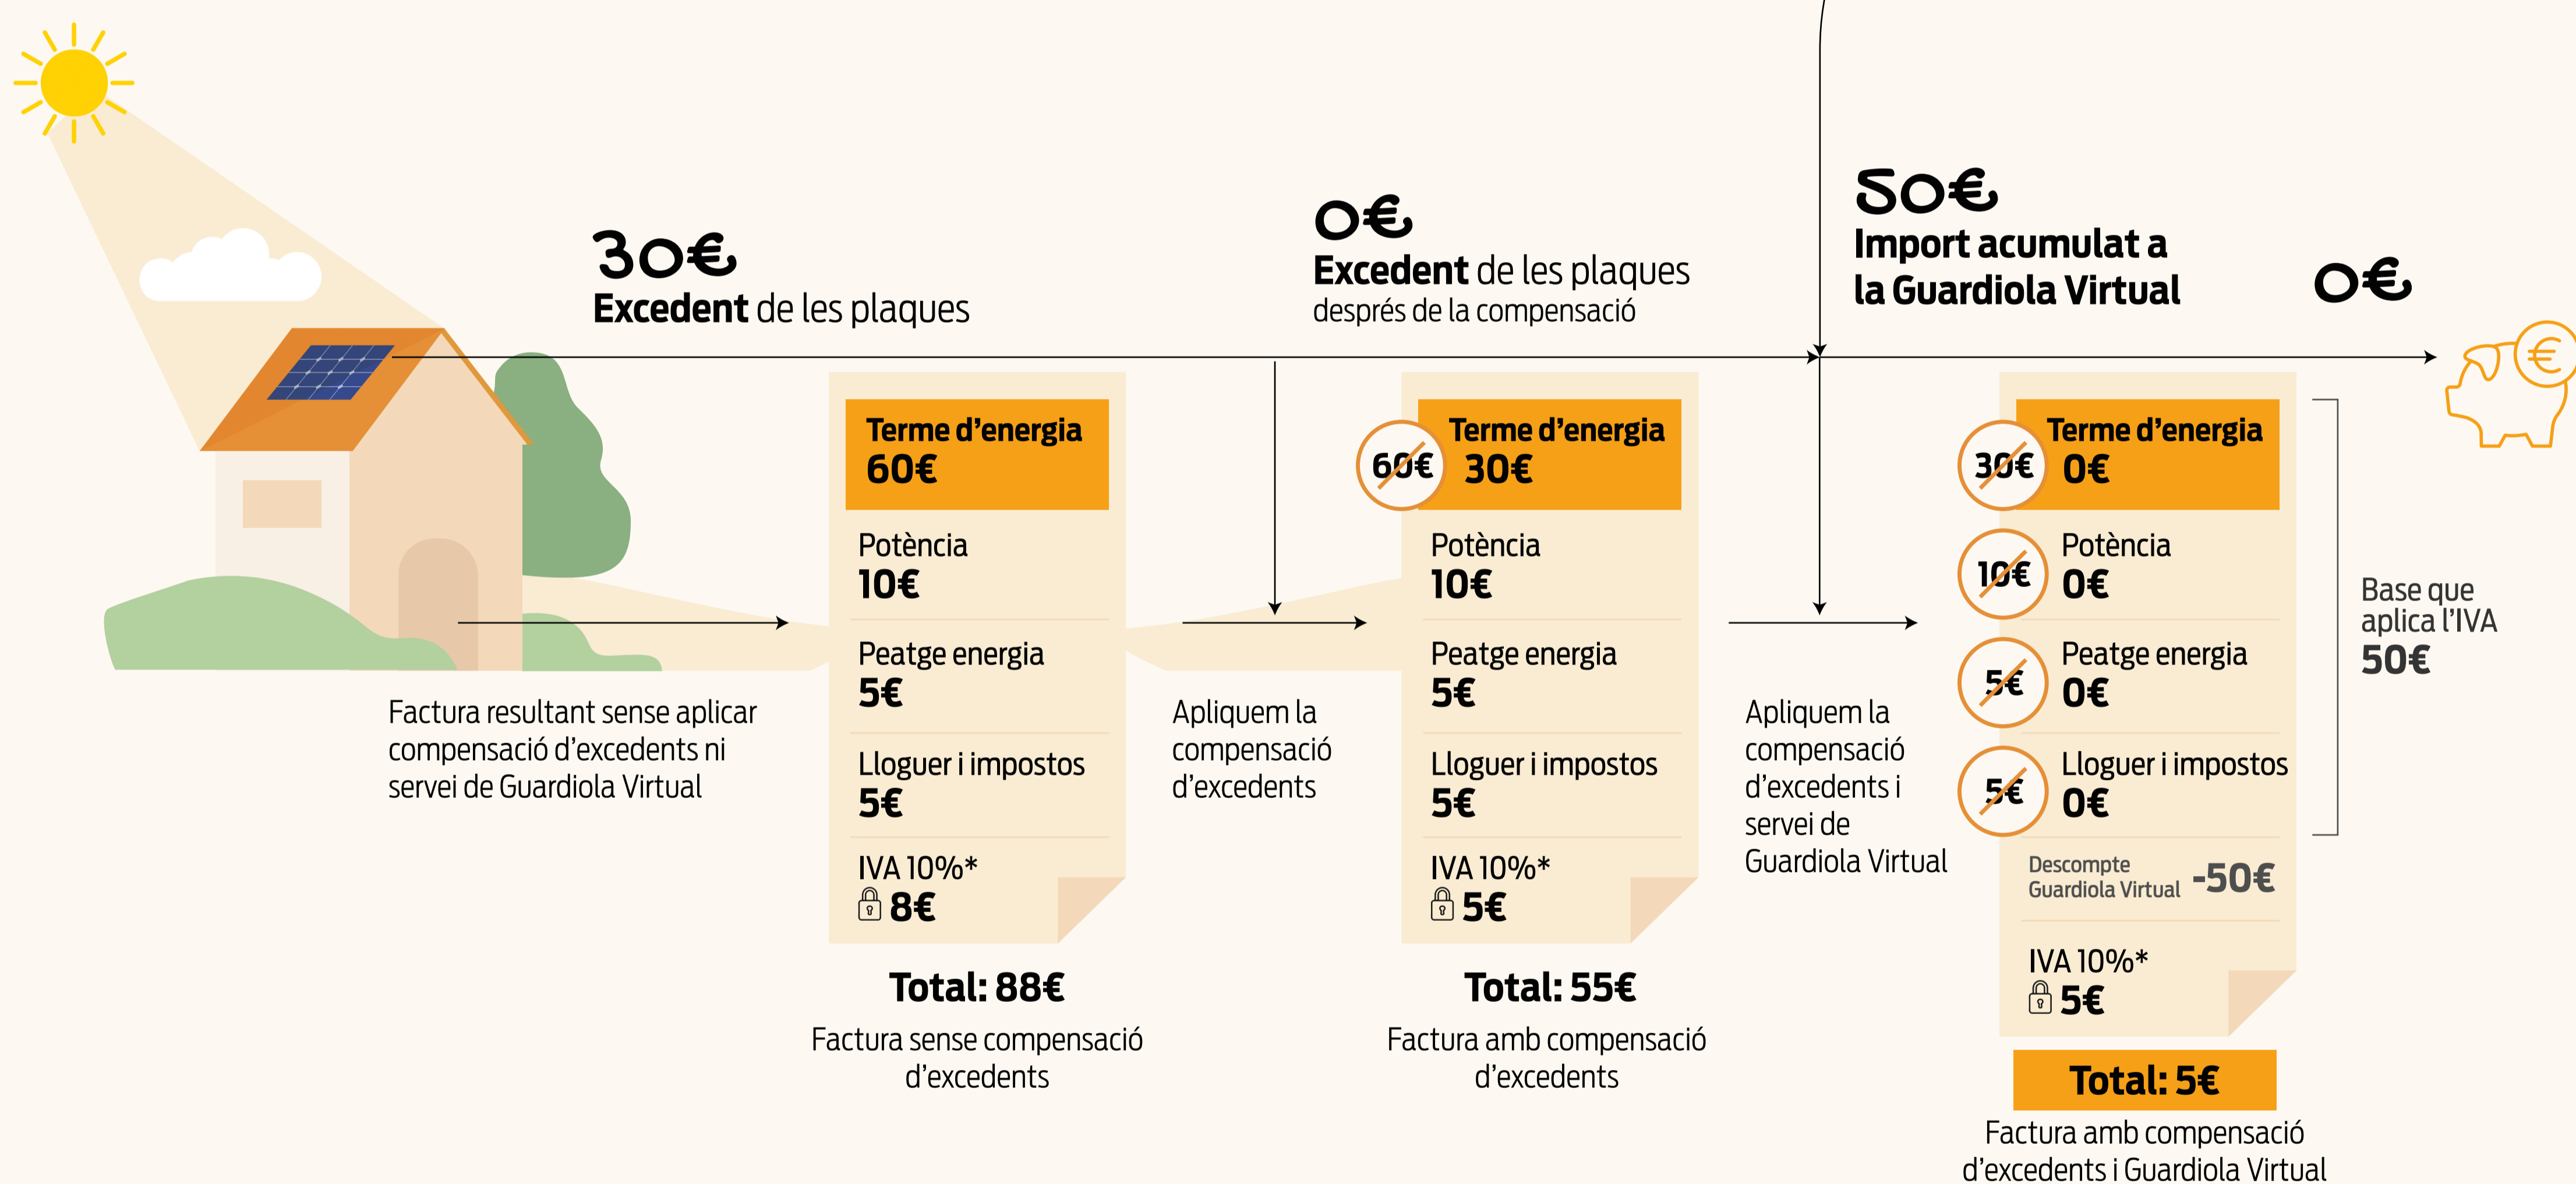 30€
Excedent de les plaques
0€
Excedent de les plaques
després de la compensació
50€
Import acumulat a
la Guardiola Virtual
0€
€
Factura resultant sense aplicar
compensació d’excedents ni
servei de Guardiola Virtual
Terme d’energia
60€
Potència
10€
Peatge energia
5€
Lloguer i impostos
5€
IVA 10%*
8€
Total: 88€
Factura sense compensació
d’excedents
Apliquem la
compensació
d’excedents
60€
Terme d’energia
30€
Potència
10€
Peatge energia
5€
Lloguer i impostos
5€
IVA 10%*
5€
Total: 55€
Factura amb compensació
d’excedents
Apliquem la
compensació
d’excedents i
servei de
Guardiola Virtual
30€
Terme d’energia
0€
10€
Potència
0€
5€
Peatge energia
0€
5€
Lloguer i impostos
0€
Descompte
Guardiola Virtual
-50€
IVA 10%*
5€
Total: 5€
Factura amb compensació
d’excedents i Guardiola Virtual
Base que
aplica l’IVA
50€